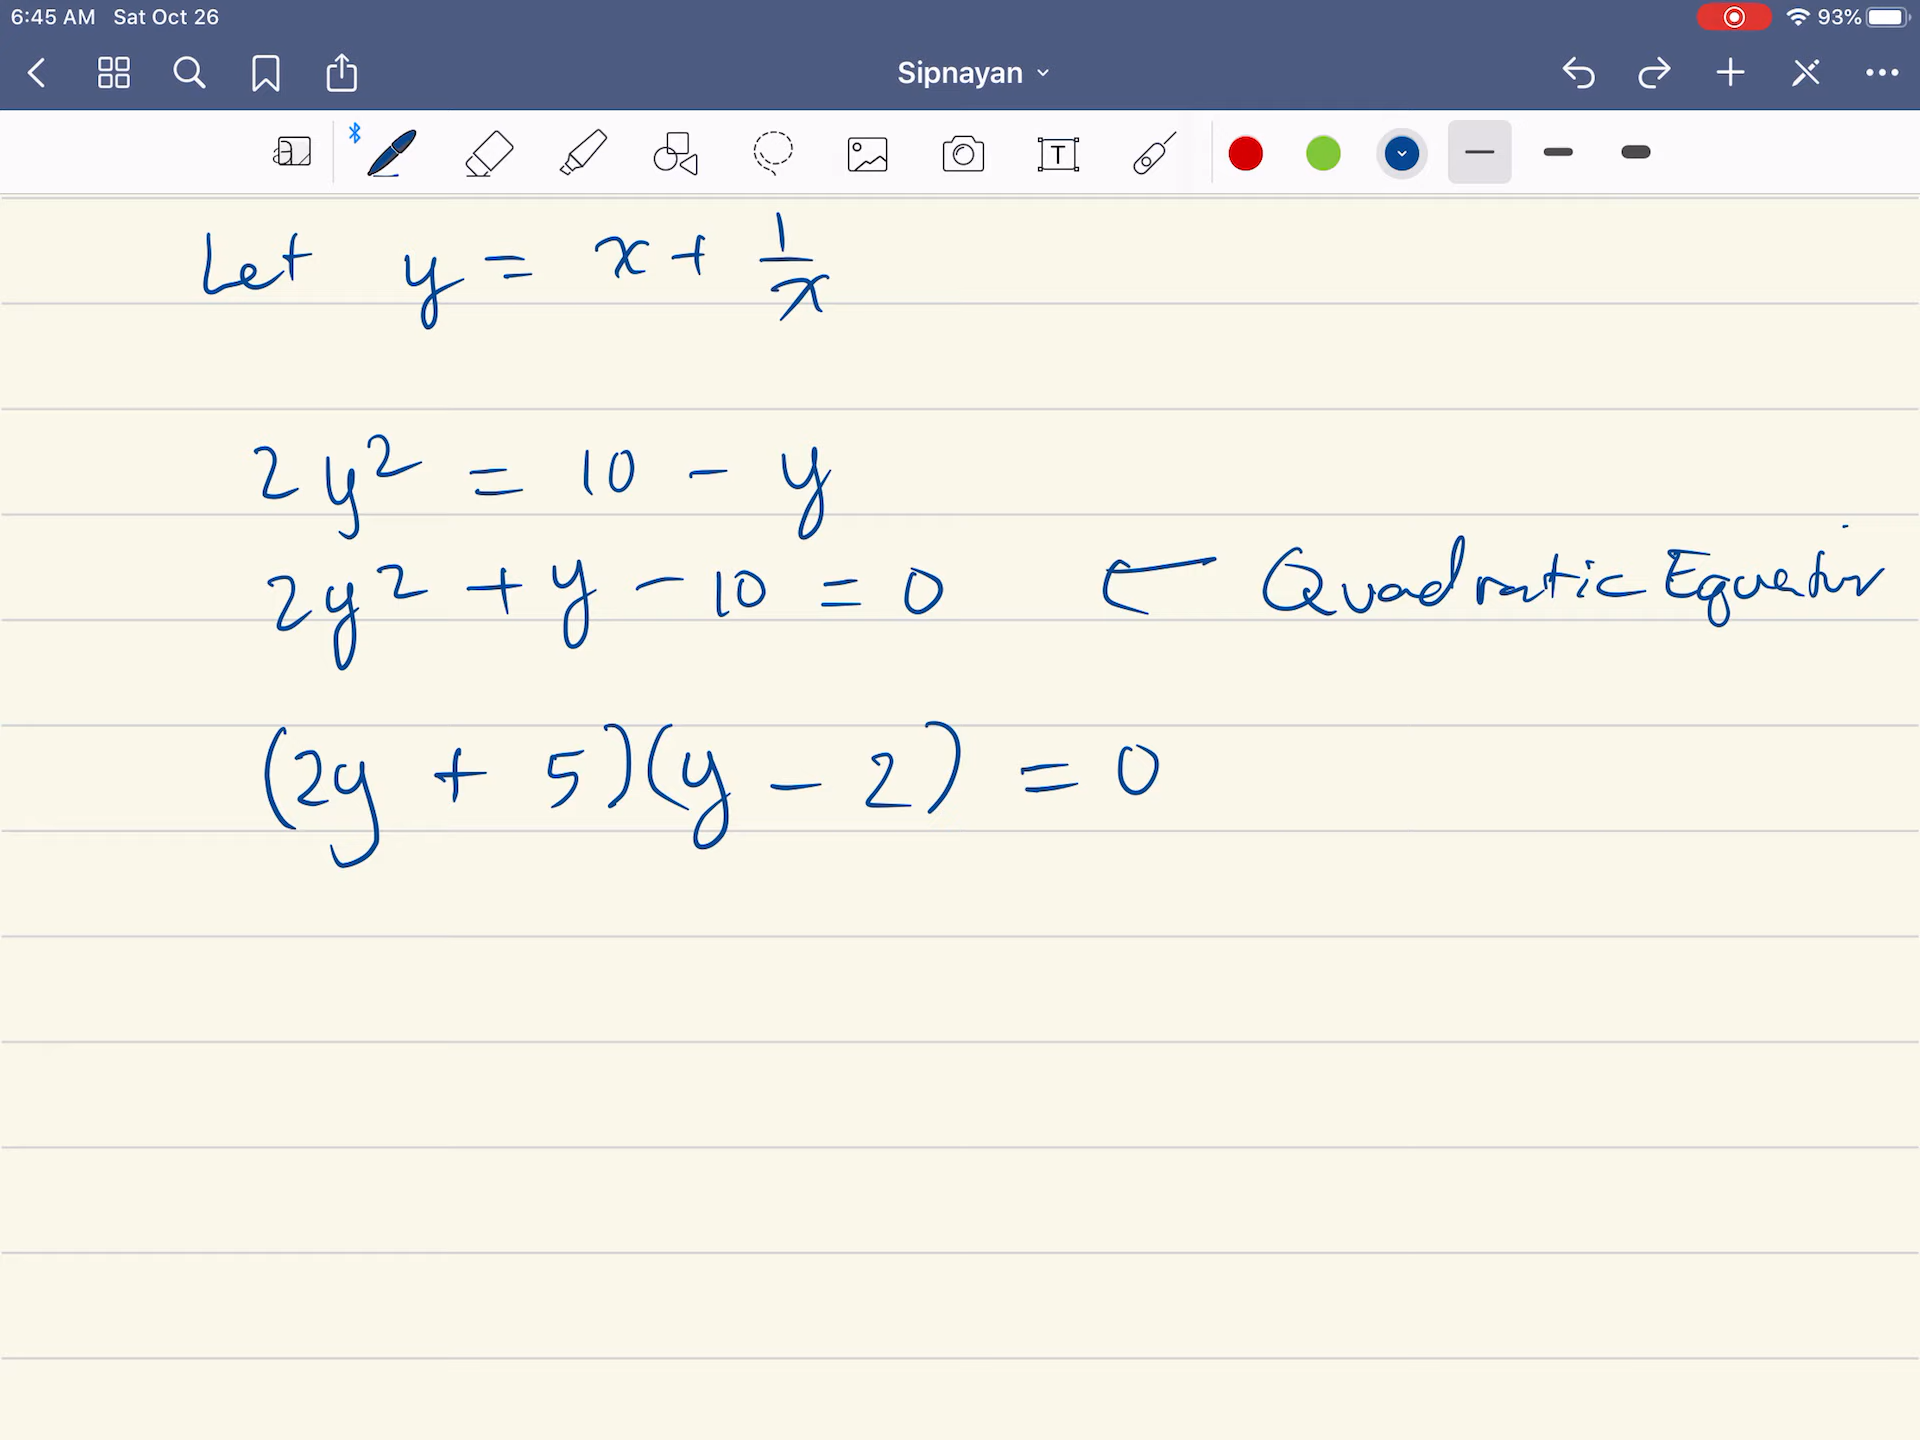 6:45 AM Sat Oct 26
93%
Sipnayan
T
Let y = x + 1/x
2y² = 10 - y
2y² + y - 10 = 0 ← Quadratic Equation
(2y + 5)(y - 2) = 0